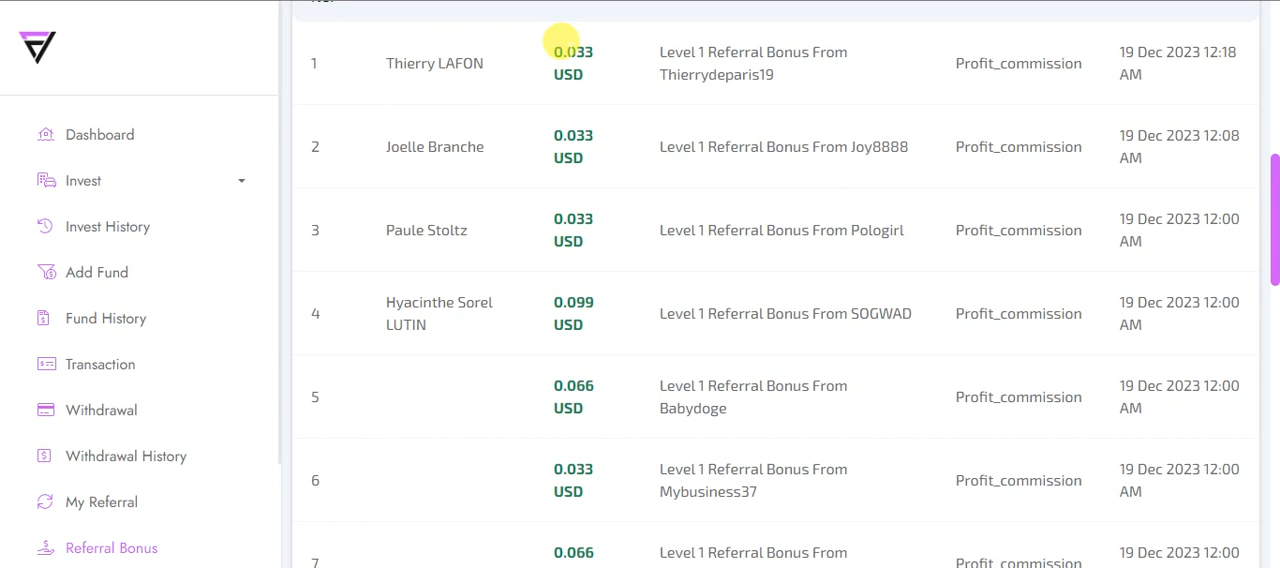 Dashboard
Invest
Invest History
Add Fund
Fund History
Transaction
Withdrawal
Withdrawal History
My Referral
Referral Bonus
1 Thierry LAFON 0.033 USD Level 1 Referral Bonus From Thierrydeparis19 Profit_commission 19 Dec 2023 12:18 AM
2 Joelle Branche 0.033 USD Level 1 Referral Bonus From Joy8888 Profit_commission 19 Dec 2023 12:08 AM
3 Paule Stoltz 0.033 USD Level 1 Referral Bonus From Pologirl Profit_commission 19 Dec 2023 12:00 AM
4 Hyacinthe Sorel LUTIN 0.099 USD Level 1 Referral Bonus From SOGWAD Profit_commission 19 Dec 2023 12:00 AM
5 0.066 USD Level 1 Referral Bonus From Babydoge Profit_commission 19 Dec 2023 12:00 AM
6 0.033 USD Level 1 Referral Bonus From Mybusiness37 Profit_commission 19 Dec 2023 12:00 AM
7 0.066 Level 1 Referral Bonus From Profit_commission 19 Dec 2023 12:00